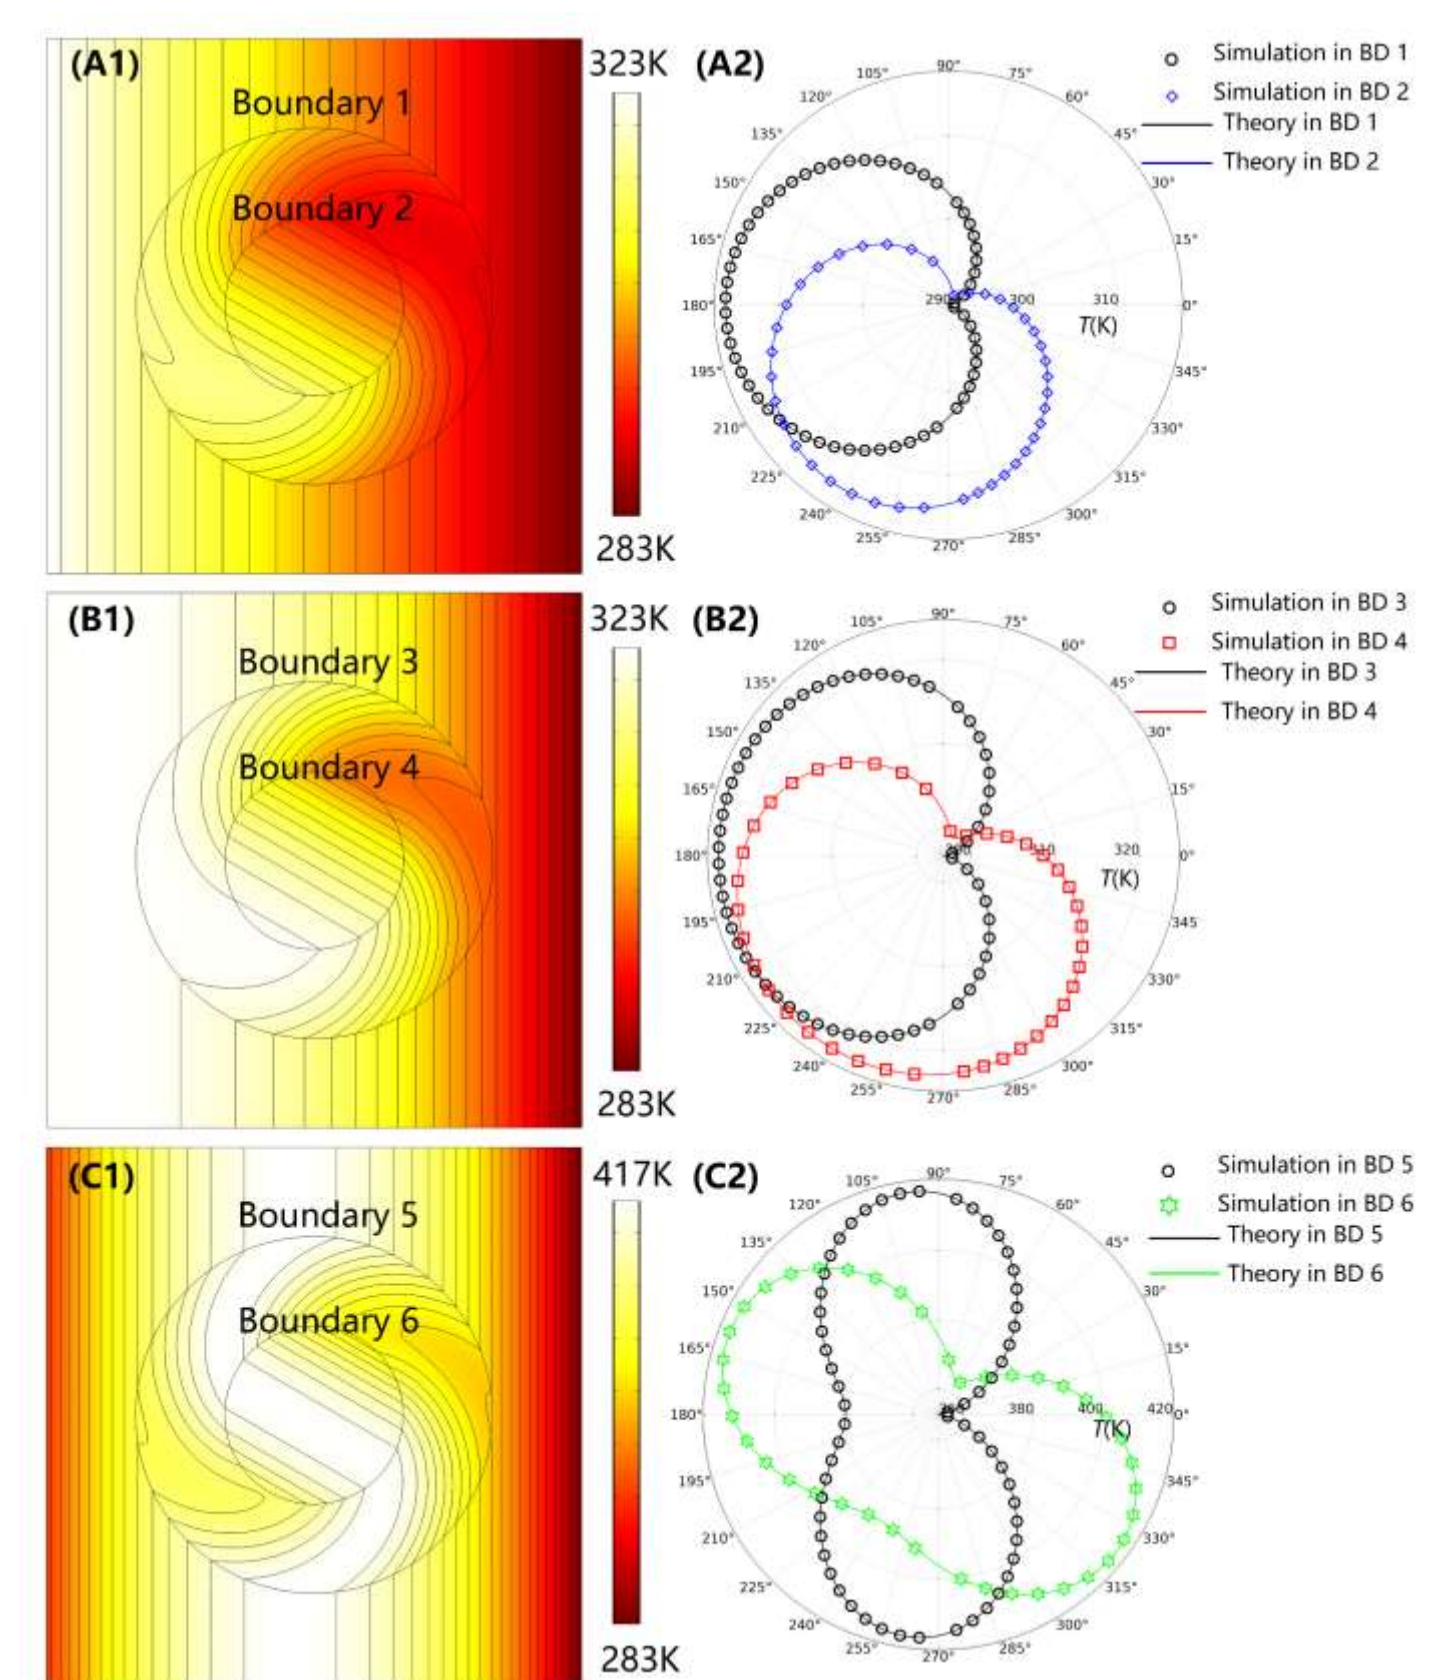 (A1)
Boundary 1
Boundary 2
323K
283K
(A2)
Simulation in BD 1
Simulation in BD 2
Theory in BD 1
Theory in BD 2
90°
105°
75°
120°
60°
135°
45°
150°
30°
165°
15°
180°
290
300
310
0°
T(K)
195°
345°
210°
330°
225°
315°
240°
300°
255°
285°
270°
(B1)
Boundary 3
Boundary 4
323K
283K
(B2)
Simulation in BD 3
Simulation in BD 4
Theory in BD 3
Theory in BD 4
90°
105°
75°
120°
60°
135°
45°
150°
30°
165°
15°
180°
310
320
0°
T(K)
195°
345°
210°
330°
225°
315°
240°
300°
255°
285°
270°
(C1)
Boundary 5
Boundary 6
417K
283K
(C2)
Simulation in BD 5
Simulation in BD 6
Theory in BD 5
Theory in BD 6
90°
105°
75°
120°
60°
135°
45°
150°
30°
165°
15°
180°
380
400
420
0°
T(K)
195°
345°
210°
330°
225°
315°
240°
300°
255°
285°
270°